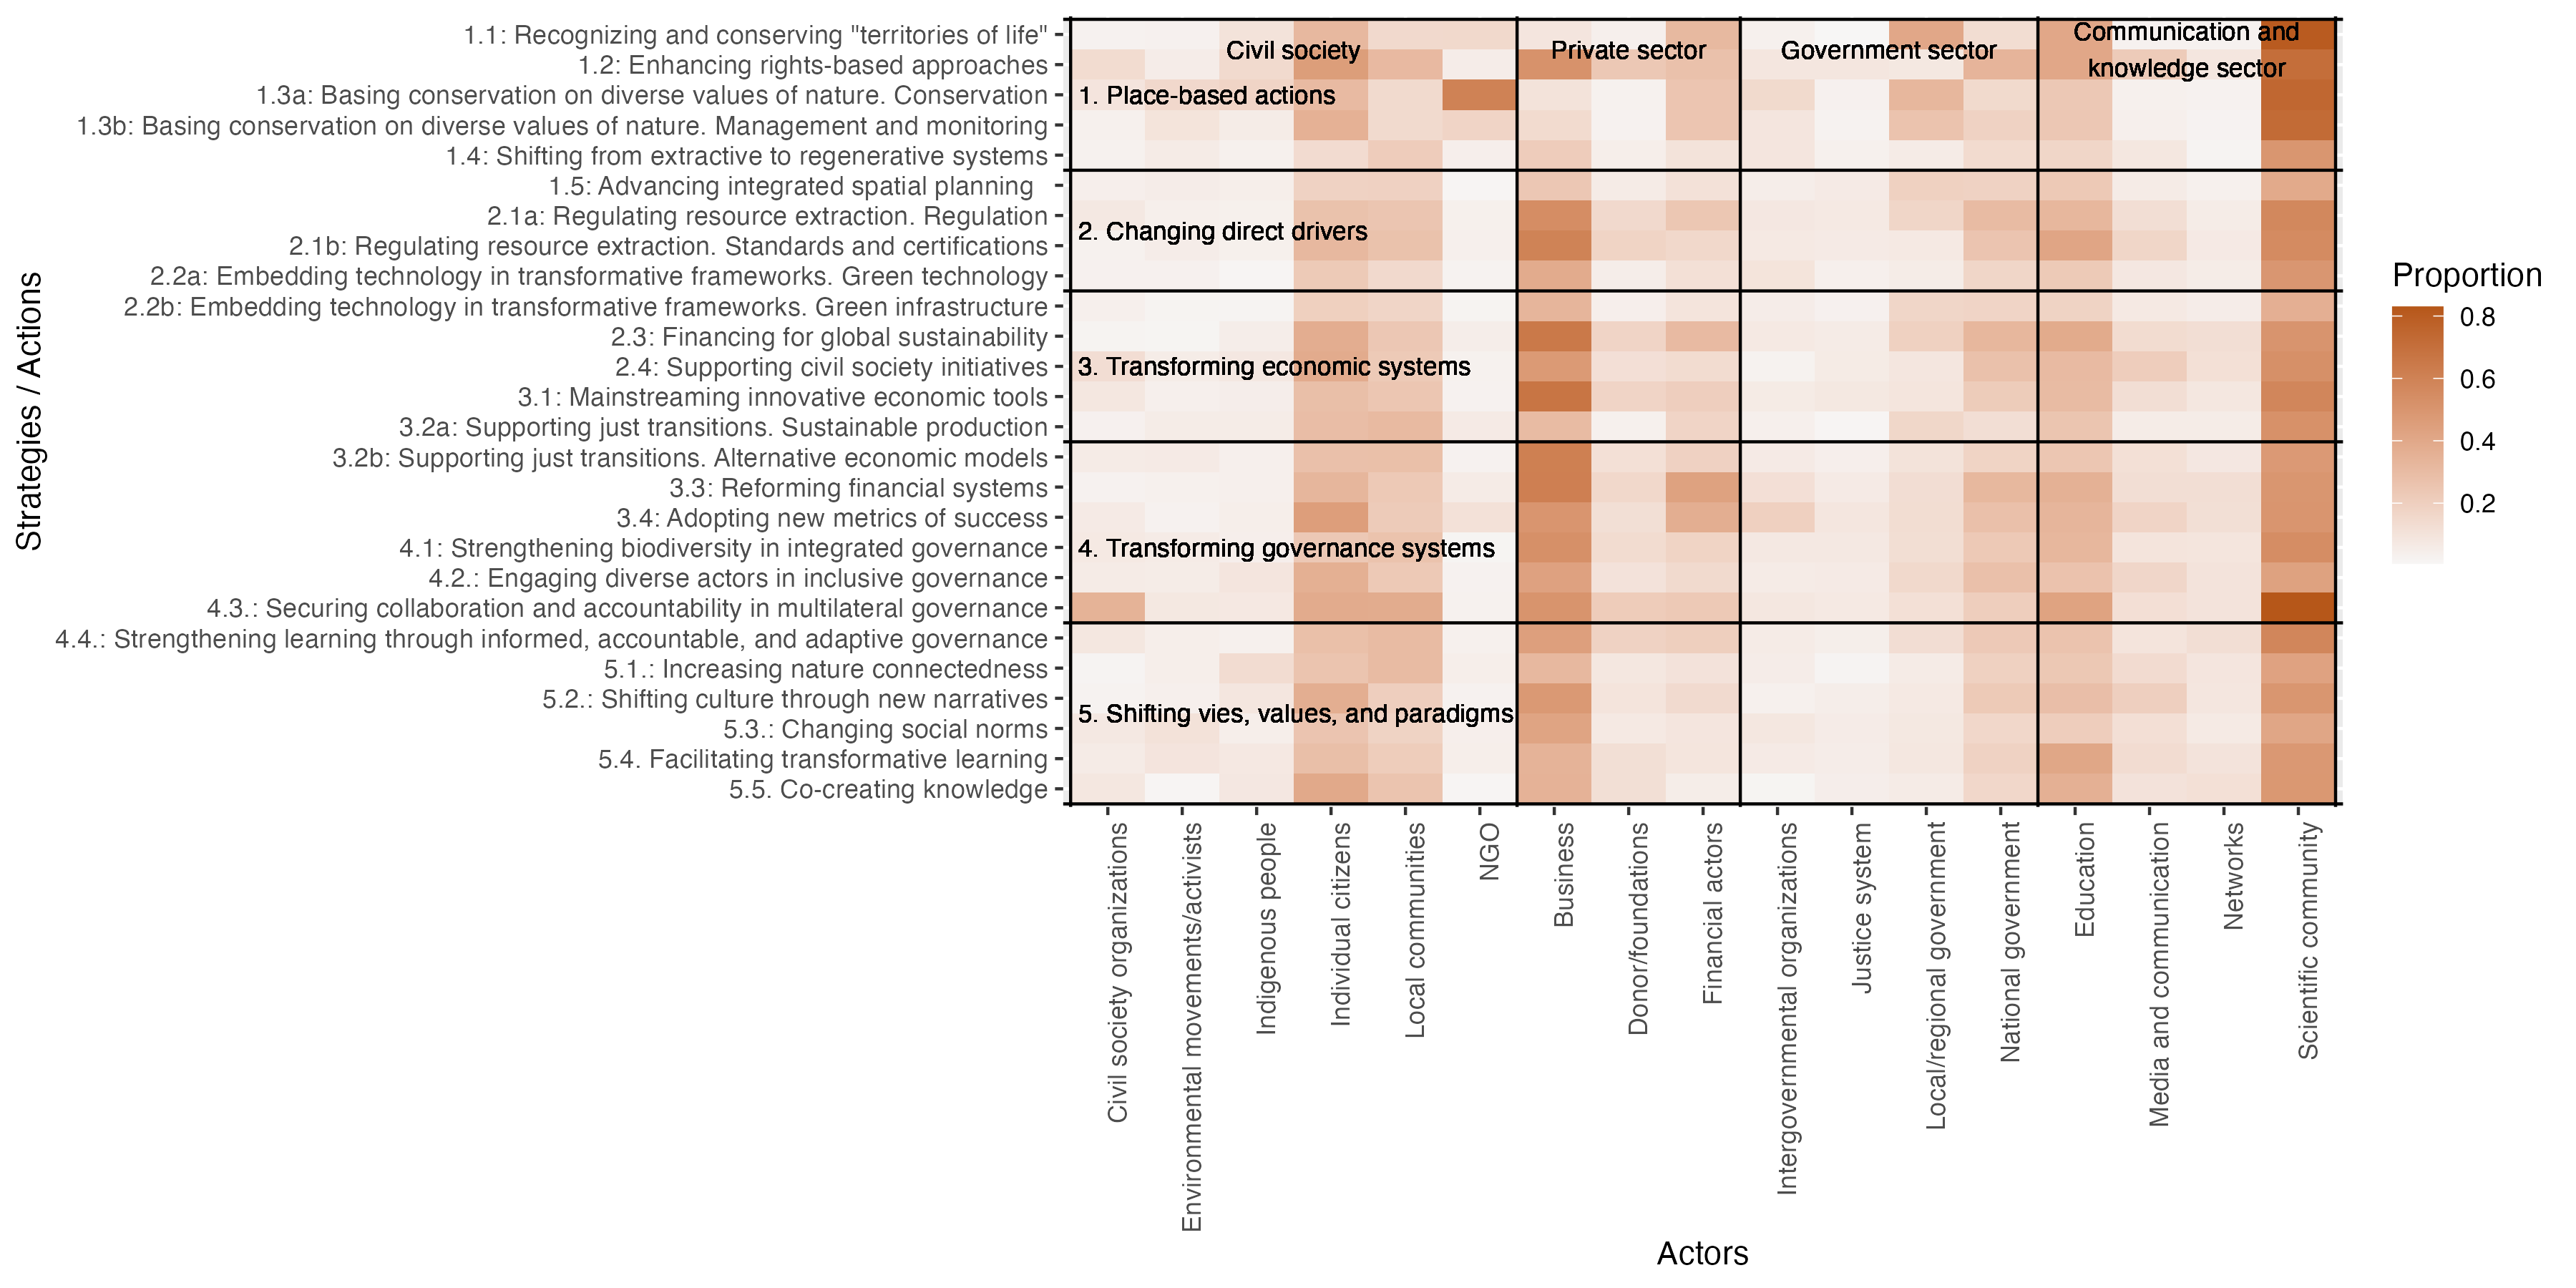 Strategies / Actions
1.1: Recognizing and conserving "territories of life"
1.2: Enhancing rights-based approaches
1.3a: Basing conservation on diverse values of nature. Conservation
1.3b: Basing conservation on diverse values of nature. Management and monitoring
1.4: Shifting from extractive to regenerative systems
1.5: Advancing integrated spatial planning
2.1a: Regulating resource extraction. Regulation
2.1b: Regulating resource extraction. Standards and certifications
2.2a: Embedding technology in transformative frameworks. Green technology
2.2b: Embedding technology in transformative frameworks. Green infrastructure
2.3: Financing for global sustainability
2.4: Supporting civil society initiatives
3.1: Mainstreaming innovative economic tools
3.2a: Supporting just transitions. Sustainable production
3.2b: Supporting just transitions. Alternative economic models
3.3: Reforming financial systems
3.4: Adopting new metrics of success
4.1: Strengthening biodiversity in integrated governance
4.2.: Engaging diverse actors in inclusive governance
4.3.: Securing collaboration and accountability in multilateral governance
4.4.: Strengthening learning through informed, accountable, and adaptive governance
5.1.: Increasing nature connectedness
5.2.: Shifting culture through new narratives
5.3.: Changing social norms
5.4. Facilitating transformative learning
5.5. Co-creating knowledge
Civil society
Private sector
Government sector
Communication and
knowledge sector
1. Place-based actions
2. Changing direct drivers
3. Transforming economic systems
4. Transforming governance systems
5. Shifting vies, values, and paradigms
Civil society organizations
Environmental movements/activists
Indigenous people
Individual citizens
Local communities
NGO
Business
Donor/foundations
Financial actors
Intergovernmental organizations
Justice system
Local/regional government
National government
Education
Media and communication
Networks
Scientific community
Actors
Proportion
0.8
0.6
0.4
0.2